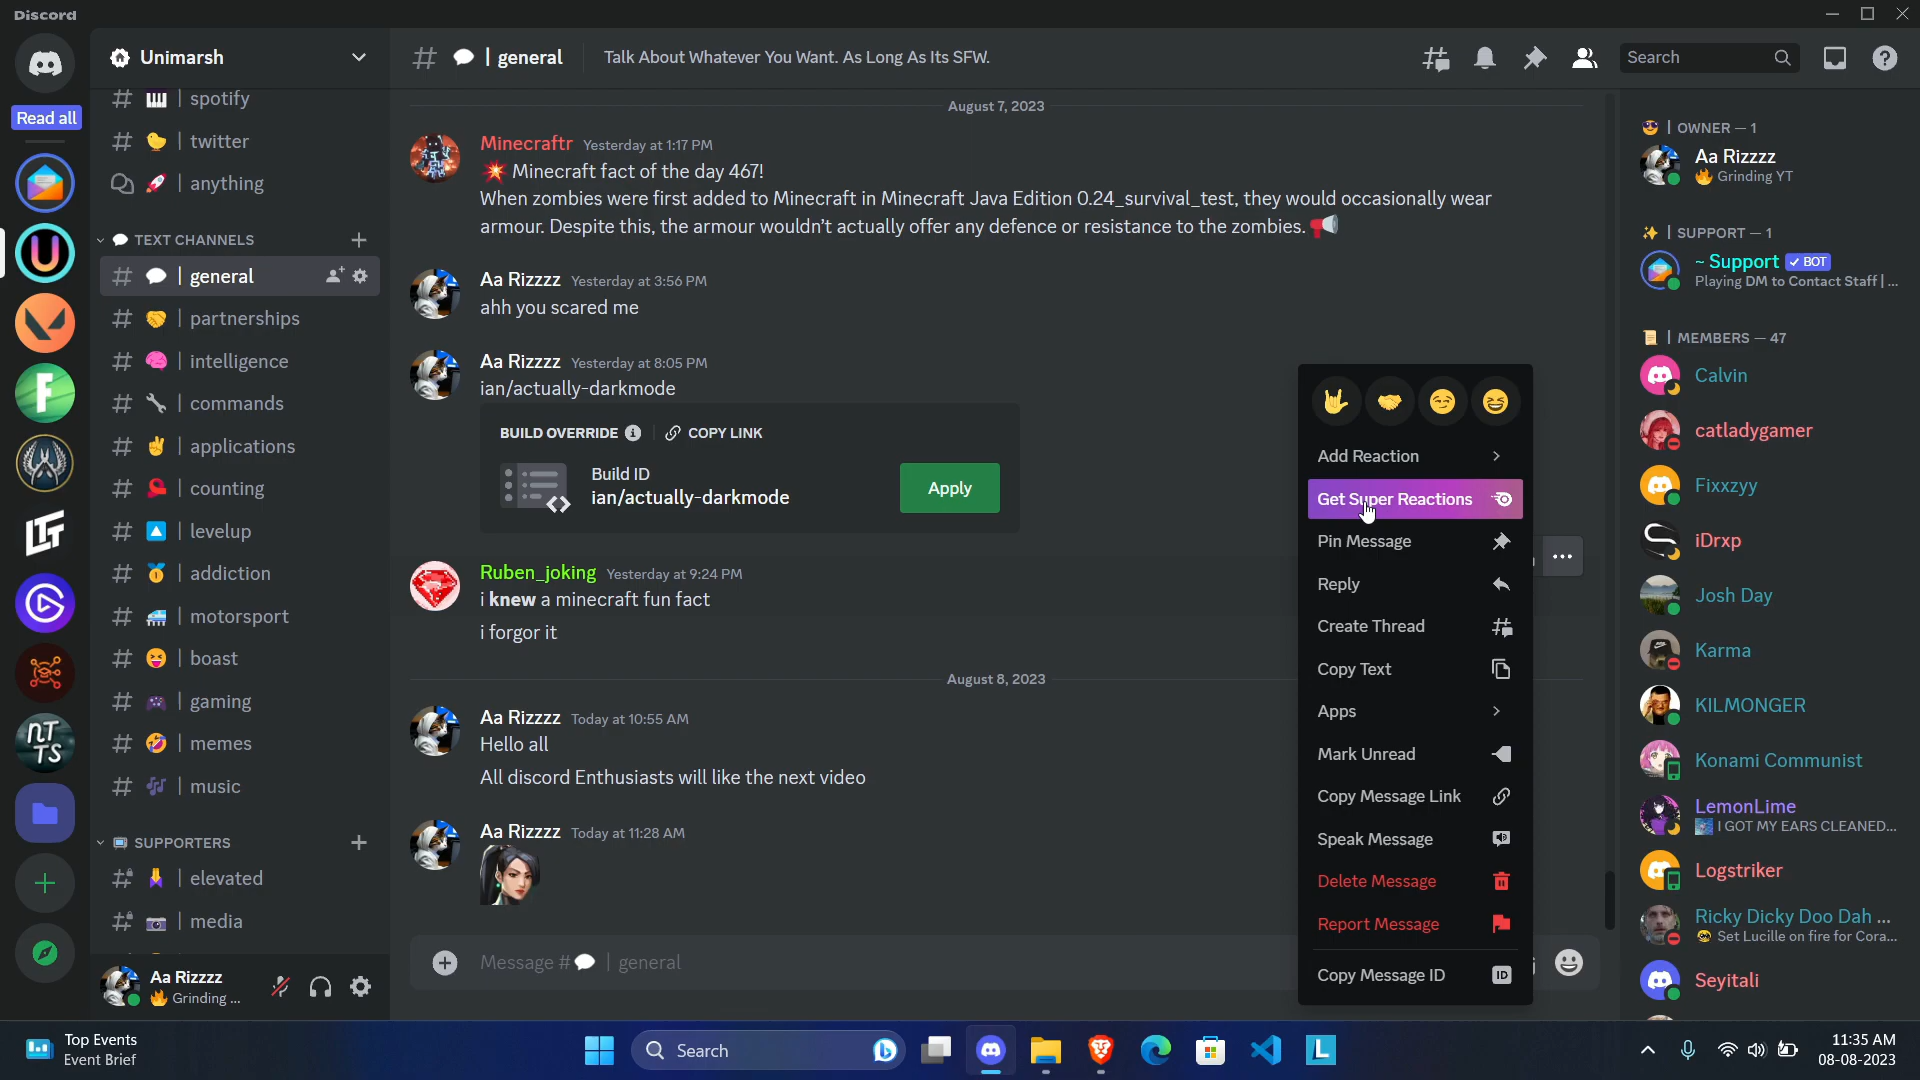 Discord
Read all
Unimarsh
| spotify
| twitter
| anything
TEXT CHANNELS
| general
| partnerships
| intelligence
| commands
| applications
| counting
| levelup
| addiction
| motorsport
| boast
| gaming
| memes
| music
SUPPORTERS
| elevated
| media
Aa Rizzzz
Grinding ...
# | general
Talk About Whatever You Want. As Long As Its SFW.
Search
August 7, 2023
Minecraftr Yesterday at 1:17 PM
Minecraft fact of the day 467!
When zombies were first added to Minecraft in Minecraft Java Edition 0.24_survival_test, they would occasionally wear
armour. Despite this, the armour wouldn't actually offer any defence or resistance to the zombies.
Aa Rizzzz Yesterday at 3:56 PM
ahh you scared me
Aa Rizzzz Yesterday at 8:05 PM
ian/actually-darkmode
BUILD OVERRIDE COPY LINK
Build ID
ian/actually-darkmode
Apply
Ruben_joking Yesterday at 9:24 PM
i knew a minecraft fun fact
i forgor it
August 8, 2023
Aa Rizzzz Today at 10:55 AM
Hello all
All discord Enthusiasts will like the next video
Aa Rizzzz Today at 11:28 AM
Message # | general
Add Reaction
Get Super Reactions
Pin Message
Reply
Create Thread
Copy Text
Apps
Mark Unread
Copy Message Link
Speak Message
Delete Message
Report Message
Copy Message ID
ID
| OWNER — 1
Aa Rizzzz
Grinding YT
| SUPPORT — 1
~ Support BOT
Playing DM to Contact Staff | ...
| MEMBERS — 47
Calvin
catladygamer
Fixxzyy
iDrxp
Josh Day
Karma
KILMONGER
Konami Communist
LemonLime
I GOT MY EARS CLEANED...
Logstriker
Ricky Dicky Doo Dah ...
Set Lucille on fire for Cora...
Seyitali
Top Events
Event Brief
Search
11:35 AM
08-08-2023